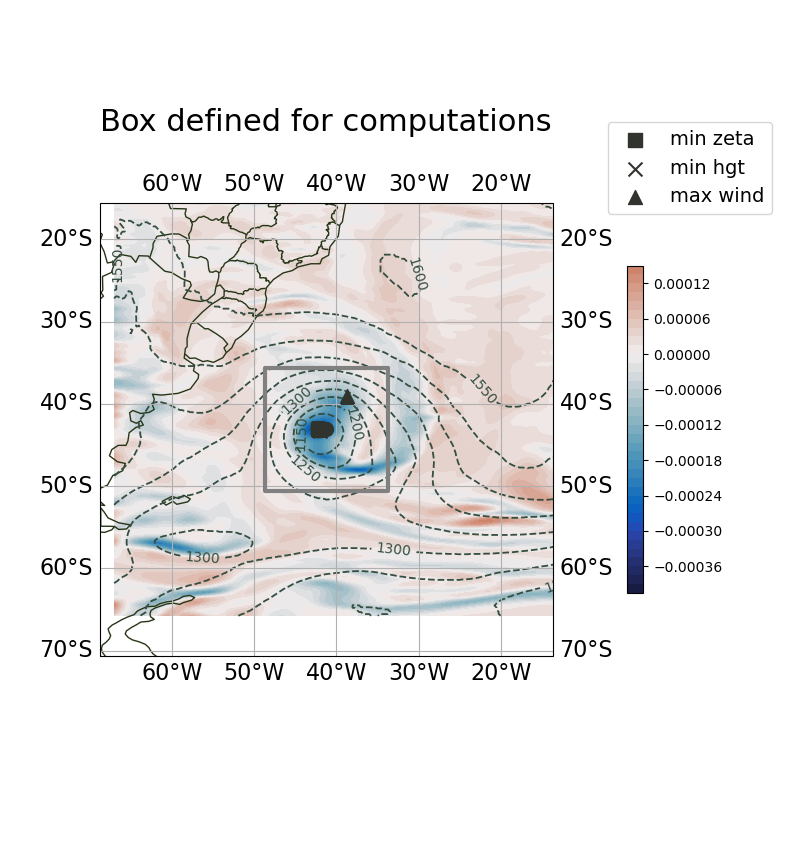 Box defined for computations
min zeta
min hgt
max wind
60°W 50°W 40°W 30°W 20°W
20°S 20°S
30°S 30°S
40°S 40°S
50°S 50°S
60°S 60°S
70°S 70°S
60°W 50°W 40°W 30°W 20°W
1550
1600
1550
1300
1200
1150
1250
1300
1300
0.00012
0.00006
0.00000
−0.00006
−0.00012
−0.00018
−0.00024
−0.00030
−0.00036